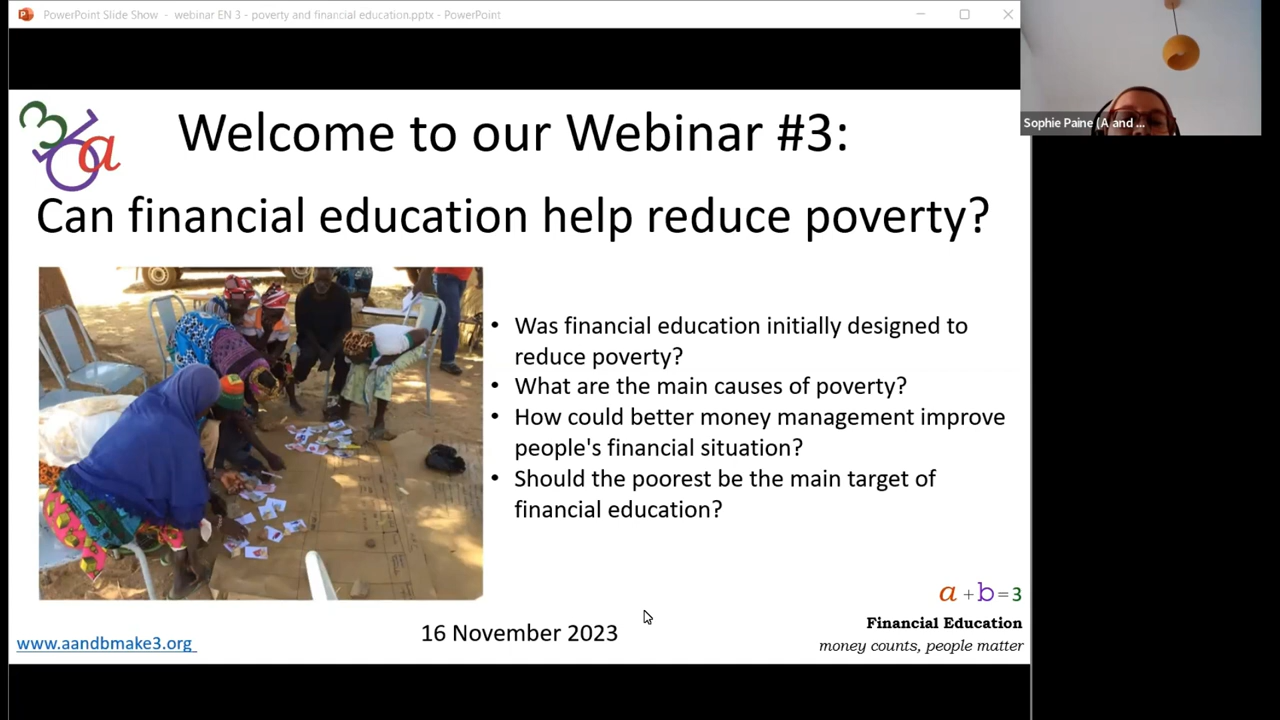 PowerPoint Slide Show - webinar EN 3 - poverty and financial education.pptx - PowerPoint
Sophie Paine (A and ...
36a
Welcome to our Webinar #3:
Can financial education help reduce poverty?
• Was financial education initially designed to
reduce poverty?
• What are the main causes of poverty?
• How could better money management improve
people's financial situation?
• Should the poorest be the main target of
financial education?
a + b = 3
Financial Education
money counts, people matter
16 November 2023
www.aandbmake3.org